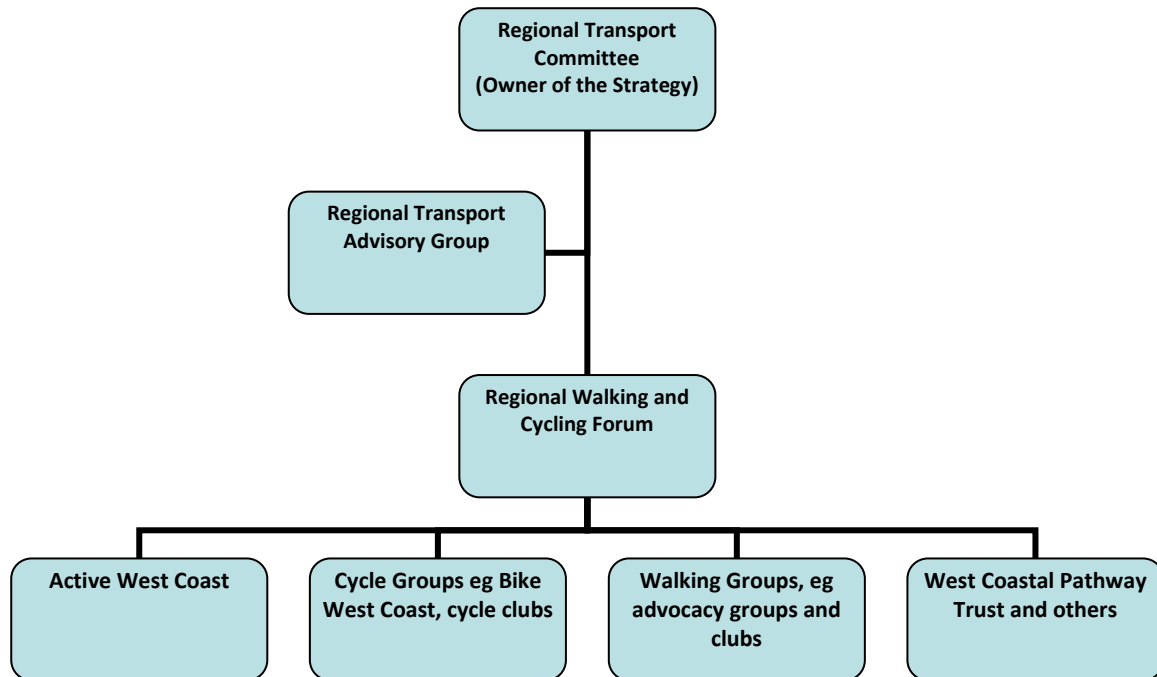 Regional Transport
Committee
(Owner of the Strategy)
Regional Transport
Advisory Group
Regional Walking and
Cycling Forum
Active West Coast
Cycle Groups eg Bike
West Coast, cycle clubs
Walking Groups, eg
advocacy groups and
clubs
West Coastal Pathway
Trust and others